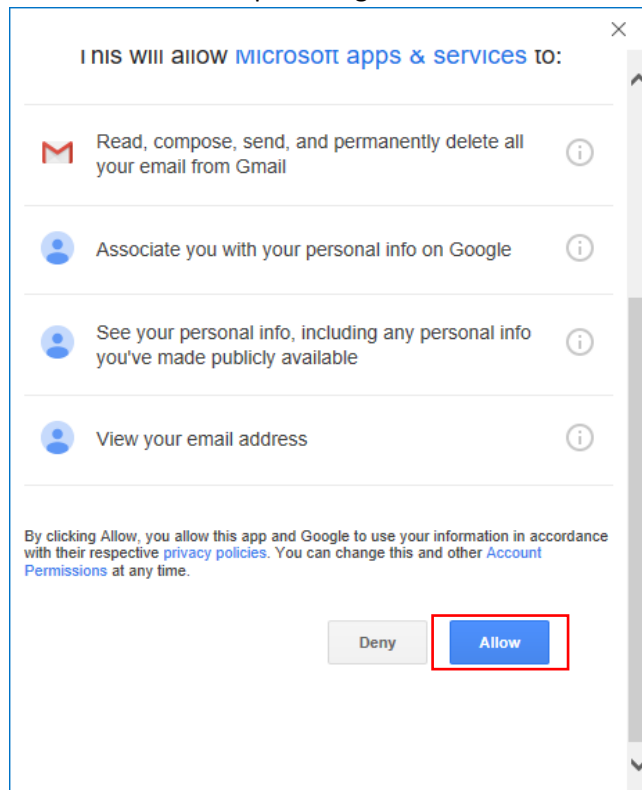 This will allow Microsoft apps & services to:
Read, compose, send, and permanently delete all
your email from Gmail
Associate you with your personal info on Google
See your personal info, including any personal info
you've made publicly available
View your email address
By clicking Allow, you allow this app and Google to use your information in accordance
with their respective privacy policies. You can change this and other Account
Permissions at any time.
Deny Allow